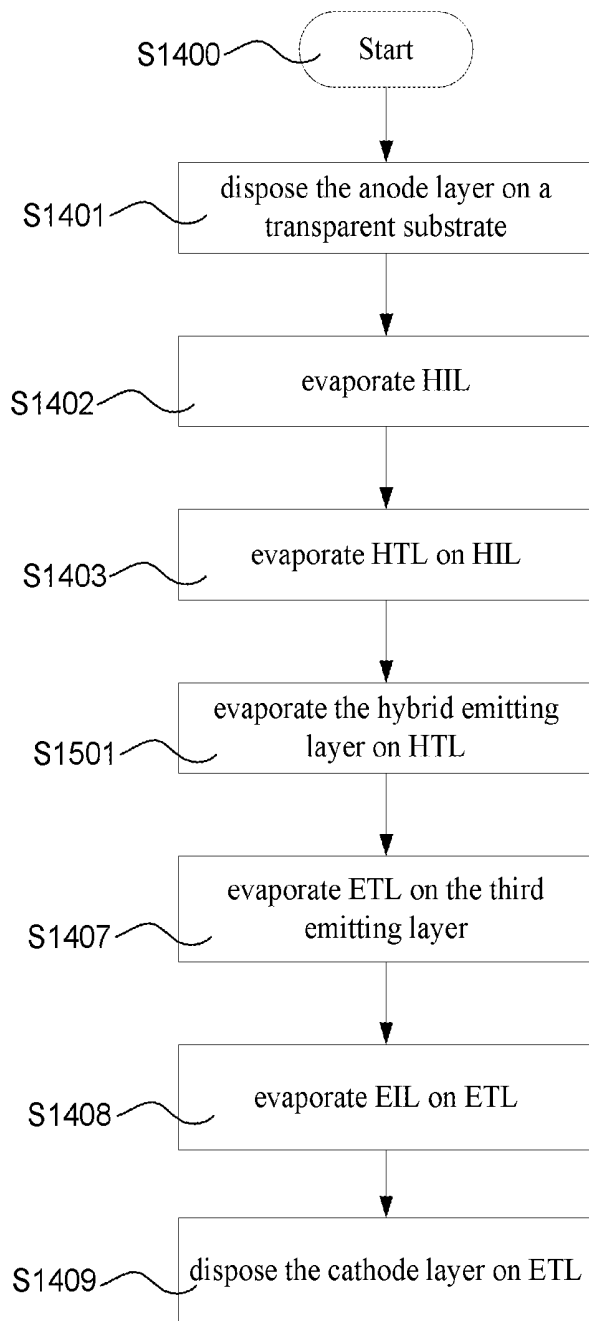 S1400
Start
S1401
dispose the anode layer on a
transparent substrate
S1402
evaporate HIL
S1403
evaporate HTL on HIL
S1501
evaporate the hybrid emitting
layer on HTL
S1407
evaporate ETL on the third
emitting layer
S1408
evaporate EIL on ETL
S1409
dispose the cathode layer on ETL